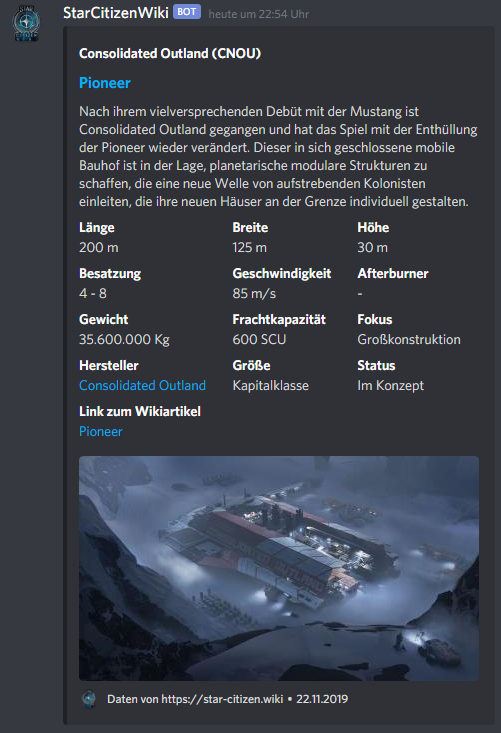 StarCitizenWiki BOT heute um 22:54 Uhr
Consolidated Outland (CNOU)
Pioneer
Nach ihrem vielversprechenden Debüt mit der Mustang ist
Consolidated Outland gegangen und hat das Spiel mit der Enthüllung
der Pioneer wieder verändert. Dieser in sich geschlossene mobile
Bauhof ist in der Lage, planetarische modulare Strukturen zu
schaffen, die eine neue Welle von aufstrebenden Kolonisten
einleiten, die ihre neuen Häuser an der Grenze individuell gestalten.
Länge Breite Höhe
200 m 125 m 30 m
Besatzung Geschwindigkeit Afterburner
4 - 8 85 m/s -
Gewicht Frachtkapazität Fokus
35.600.000 Kg 600 SCU Großkonstruktion
Hersteller Größe Status
Consolidated Outland Kapitalklasse Im Konzept
Link zum Wikiartikel
Pioneer
Daten von https://star-citizen.wiki • 22.11.2019